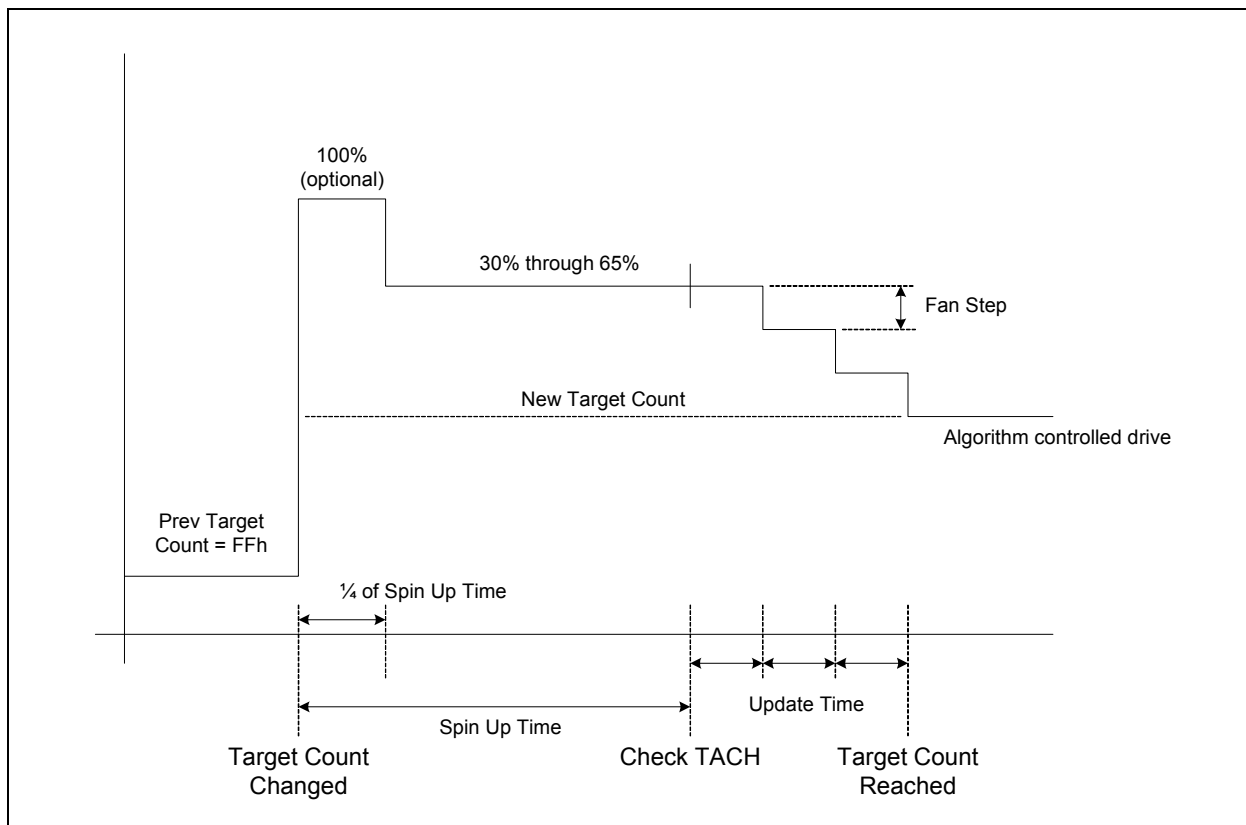 100%
(optional)
30% through 65%
Fan Step
New Target Count
Algorithm controlled drive
Prev Target
Count = FFh
¼ of Spin Up Time
Update Time
Spin Up Time
Target Count
Changed
Check TACH
Target Count
Reached